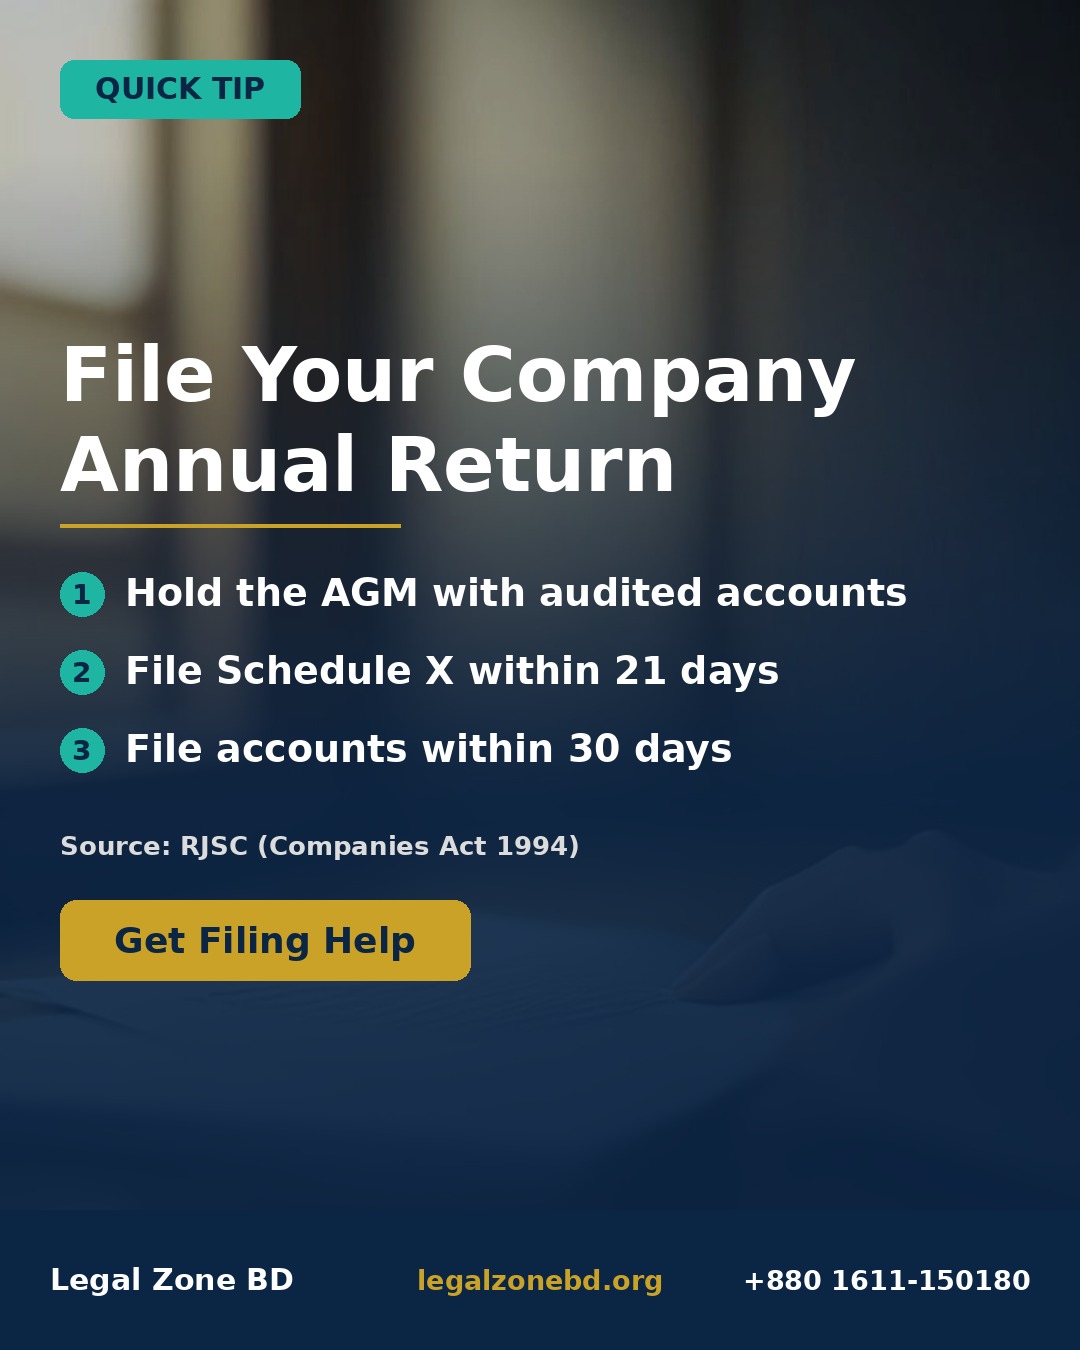 QUICK TIP
File Your Company
Annual Return
1 Hold the AGM with audited accounts
2 File Schedule X within 21 days
3 File accounts within 30 days
Source: RJSC (Companies Act 1994)
Get Filing Help
Legal Zone BD legalzonebd.org +880 1611-150180